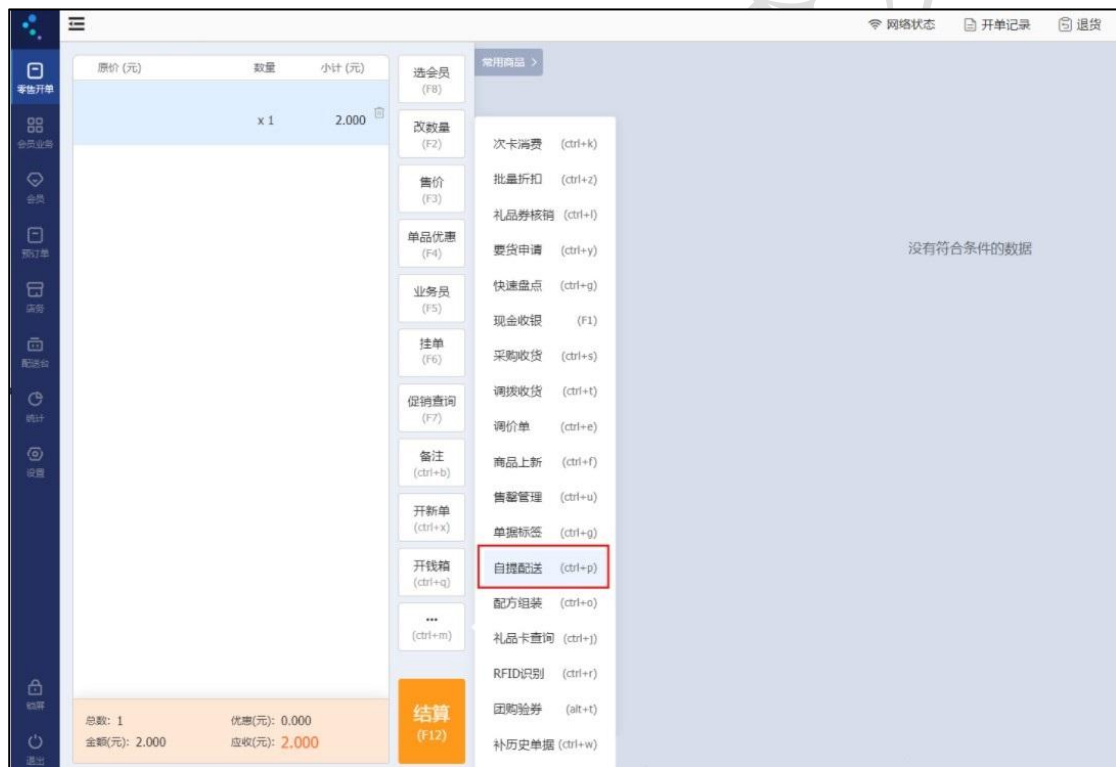 网络状态
开单记录
退货
零售开单
会员业务
会员
预订单
店务
配送台
统计
设置
锁屏
退出
原价 (元) 数量 小计 (元)
x 1 2.000
总数: 1 优惠(元): 0.000
金额(元): 2.000 应收(元): 2.000
选会员
(F8)
改数量
(F2)
售价
(F3)
单品优惠
(F4)
业务员
(F5)
挂单
(F6)
促销查询
(F7)
备注
(ctrl+b)
开新单
(ctrl+x)
开钱箱
(ctrl+q)
•••
(ctrl+m)
结算
(F12)
常用商品 >
次卡消费 (ctrl+k)
批量折扣 (ctrl+z)
礼品券核销 (ctrl+l)
要货申请 (ctrl+y)
快速盘点 (ctrl+g)
现金收银 (F1)
采购收货 (ctrl+s)
调拨收货 (ctrl+t)
调价单 (ctrl+e)
商品上新 (ctrl+f)
售罄管理 (ctrl+u)
单据标签 (ctrl+g)
自提配送 (ctrl+p)
配方组装 (ctrl+o)
礼品卡查询 (ctrl+j)
RFID识别 (ctrl+r)
团购验券 (alt+t)
补历史单据 (ctrl+w)
没有符合条件的数据